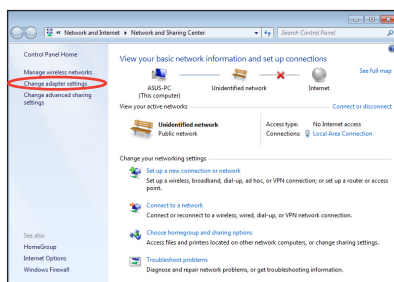 « Network and Internet ▸ Network and Sharing Center
Search Control Panel
Control Panel Home
Manage wireless networks
Change adapter settings
Change advanced sharing
settings
See also
HomeGroup
Internet Options
Windows Firewall
View your basic network information and set up connections
See full map
ASUS-PC
(This computer)
Unidentified network
Internet
View your active networks
Connect or disconnect
Unidentified network
Public network
Access type: No Internet access
Connections: Local Area Connection
Change your networking settings
Set up a new connection or network
Set up a wireless, broadband, dial-up, ad hoc, or VPN connection; or set up a router or access
point.
Connect to a network
Connect or reconnect to a wireless, wired, dial-up, or VPN network connection.
Choose homegroup and sharing options
Access files and printers located on other network computers, or change sharing settings.
Troubleshoot problems
Diagnose and repair network problems, or get troubleshooting information.